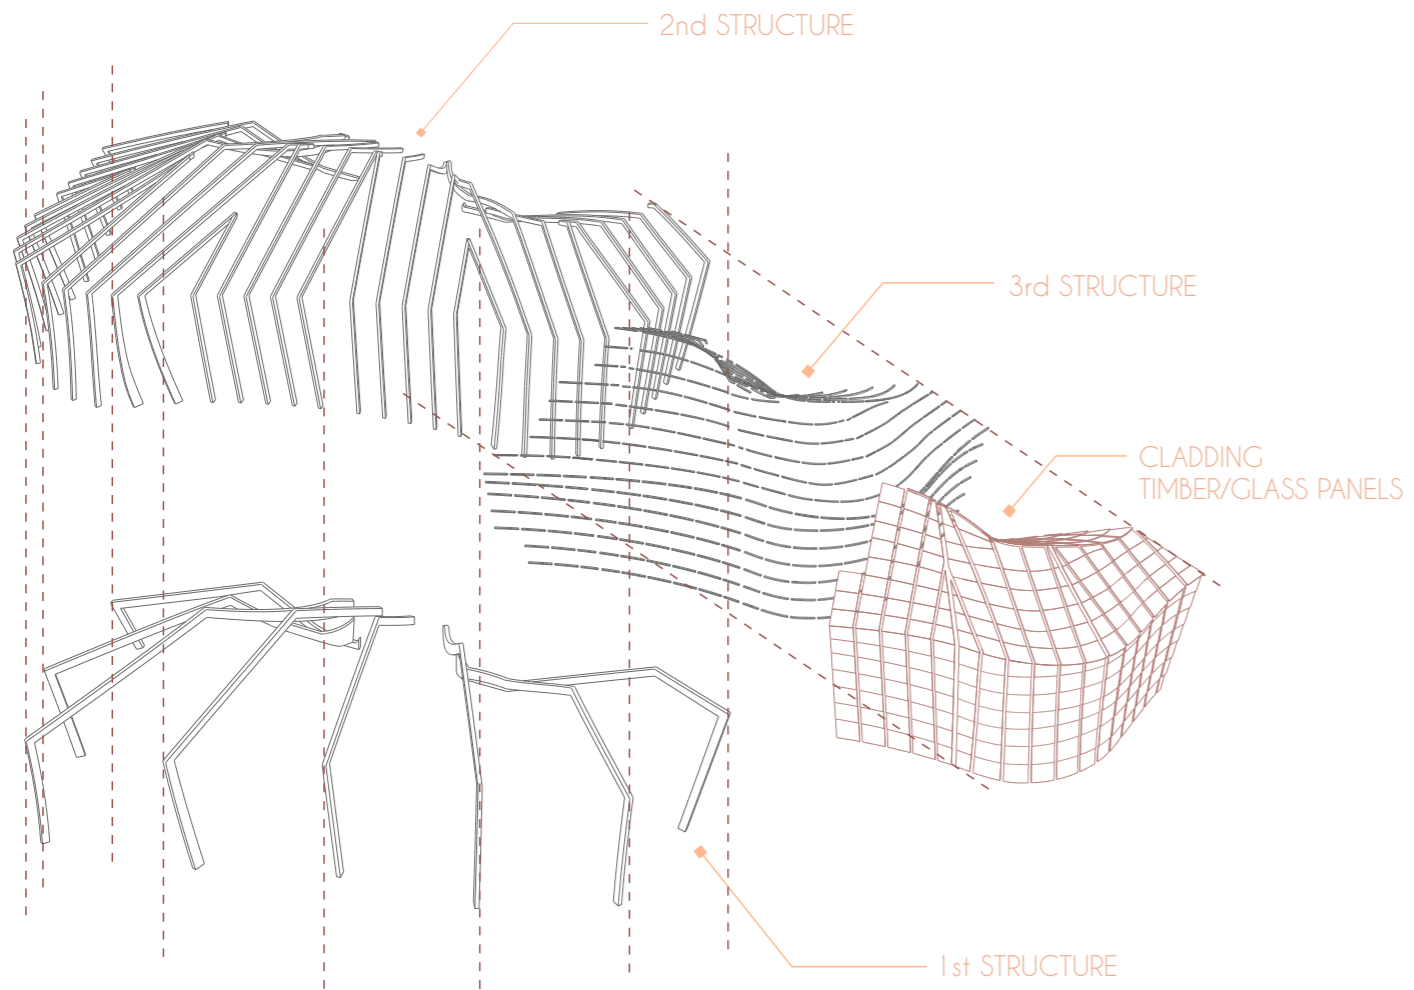 2nd STRUCTURE
3rd STRUCTURE
CLADDING
TIMBER/GLASS PANELS
1st STRUCTURE